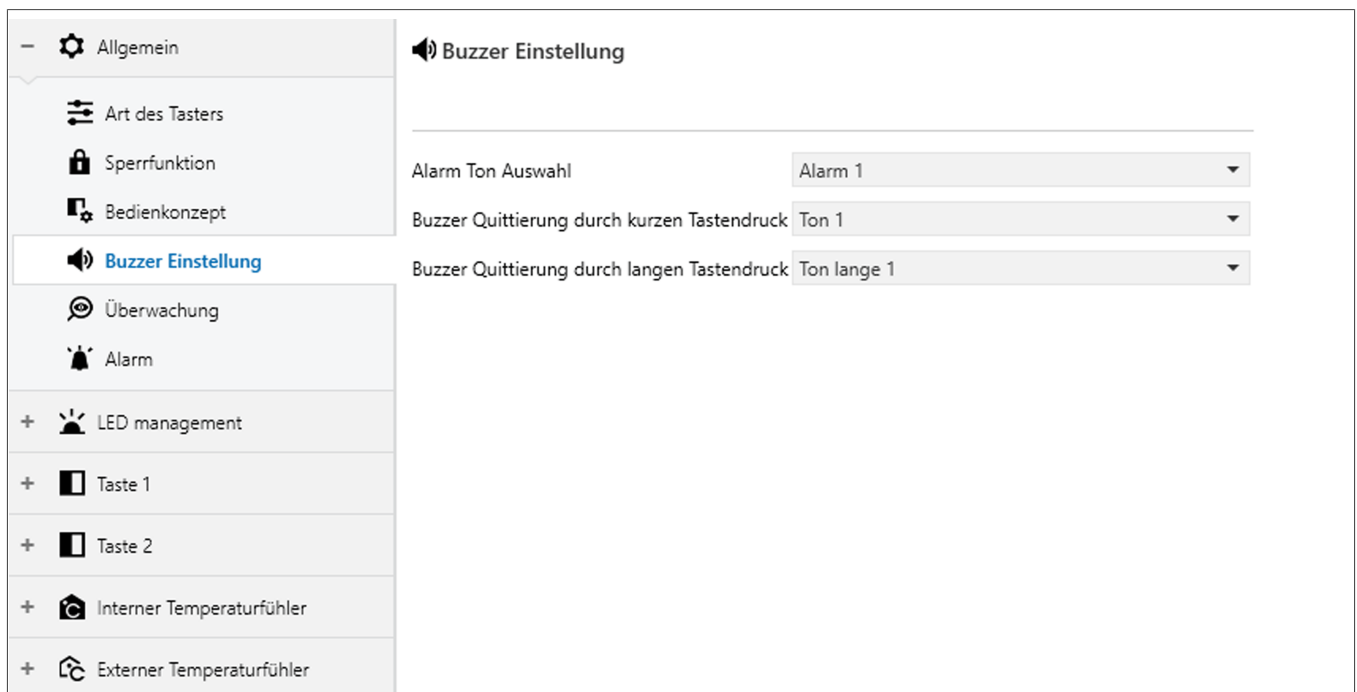 Allgemein
Art des Tasters
Sperrfunktion
Bedienkonzept
Buzzer Einstellung
Überwachung
Alarm
LED management
Taste 1
Taste 2
Interner Temperaturfühler
Externer Temperaturfühler
Buzzer Einstellung
Alarm Ton Auswahl Alarm 1
Buzzer Quittierung durch kurzen Tastendruck Ton 1
Buzzer Quittierung durch langen Tastendruck Ton lange 1